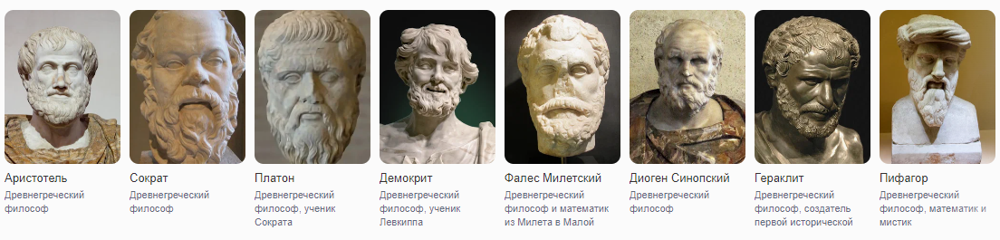 Аристотель
Древнегреческий
философ
Сократ
Древнегреческий
философ
Платон
Древнегреческий
философ, ученик
Сократа
Демокрит
Древнегреческий
философ, ученик
Левкиппа
Фалес Милетский
Древнегреческий
философ и математик
из Милета в Малой
Диоген Синопский
Древнегреческий
философ
Гераклит
Древнегреческий
философ, создатель
первой исторической
Пифагор
Древнегреческий
философ, математик и
мистик